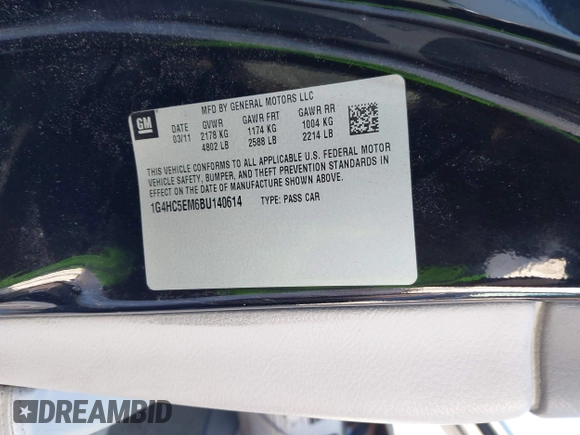 GM
MFD BY GENERAL MOTORS LLC
DATE GVWR GAWR FRT GAWR RR
03/11 2178 KG 1174 KG 1004 KG
4802 LB 2588 LB 2214 LB
THIS VEHICLE CONFORMS TO ALL APPLICABLE U.S. FEDERAL MOTOR
VEHICLE SAFETY, BUMPER, AND THEFT PREVENTION STANDARDS IN
EFFECT ON THE DATE OF MANUFACTURE SHOWN ABOVE.
1G4HC5EM6BU140614 TYPE: PASS CAR
DREAMBID